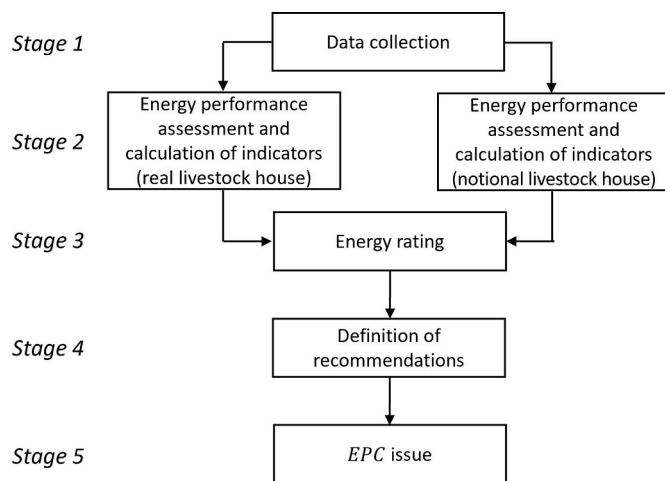 Stage 1
Data collection
Stage 2
Energy performance
assessment and
calculation of indicators
(real livestock house)
Energy performance
assessment and
calculation of indicators
(notional livestock house)
Stage 3
Energy rating
Stage 4
Definition of
recommendations
Stage 5
EPC issue